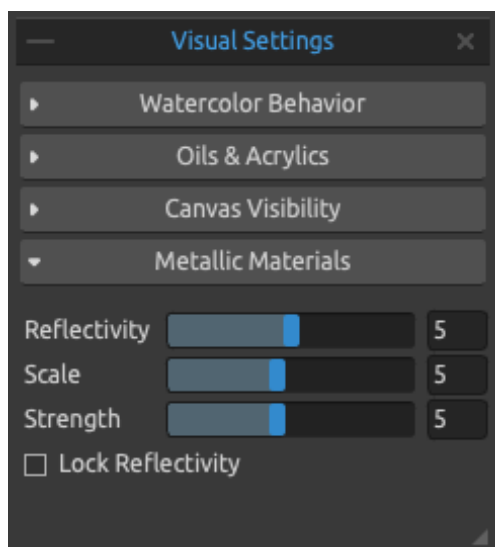 Visual Settings
Watercolor Behavior
Oils & Acrylics
Canvas Visibility
Metallic Materials
Reflectivity 5
Scale 5
Strength 5
Lock Reflectivity